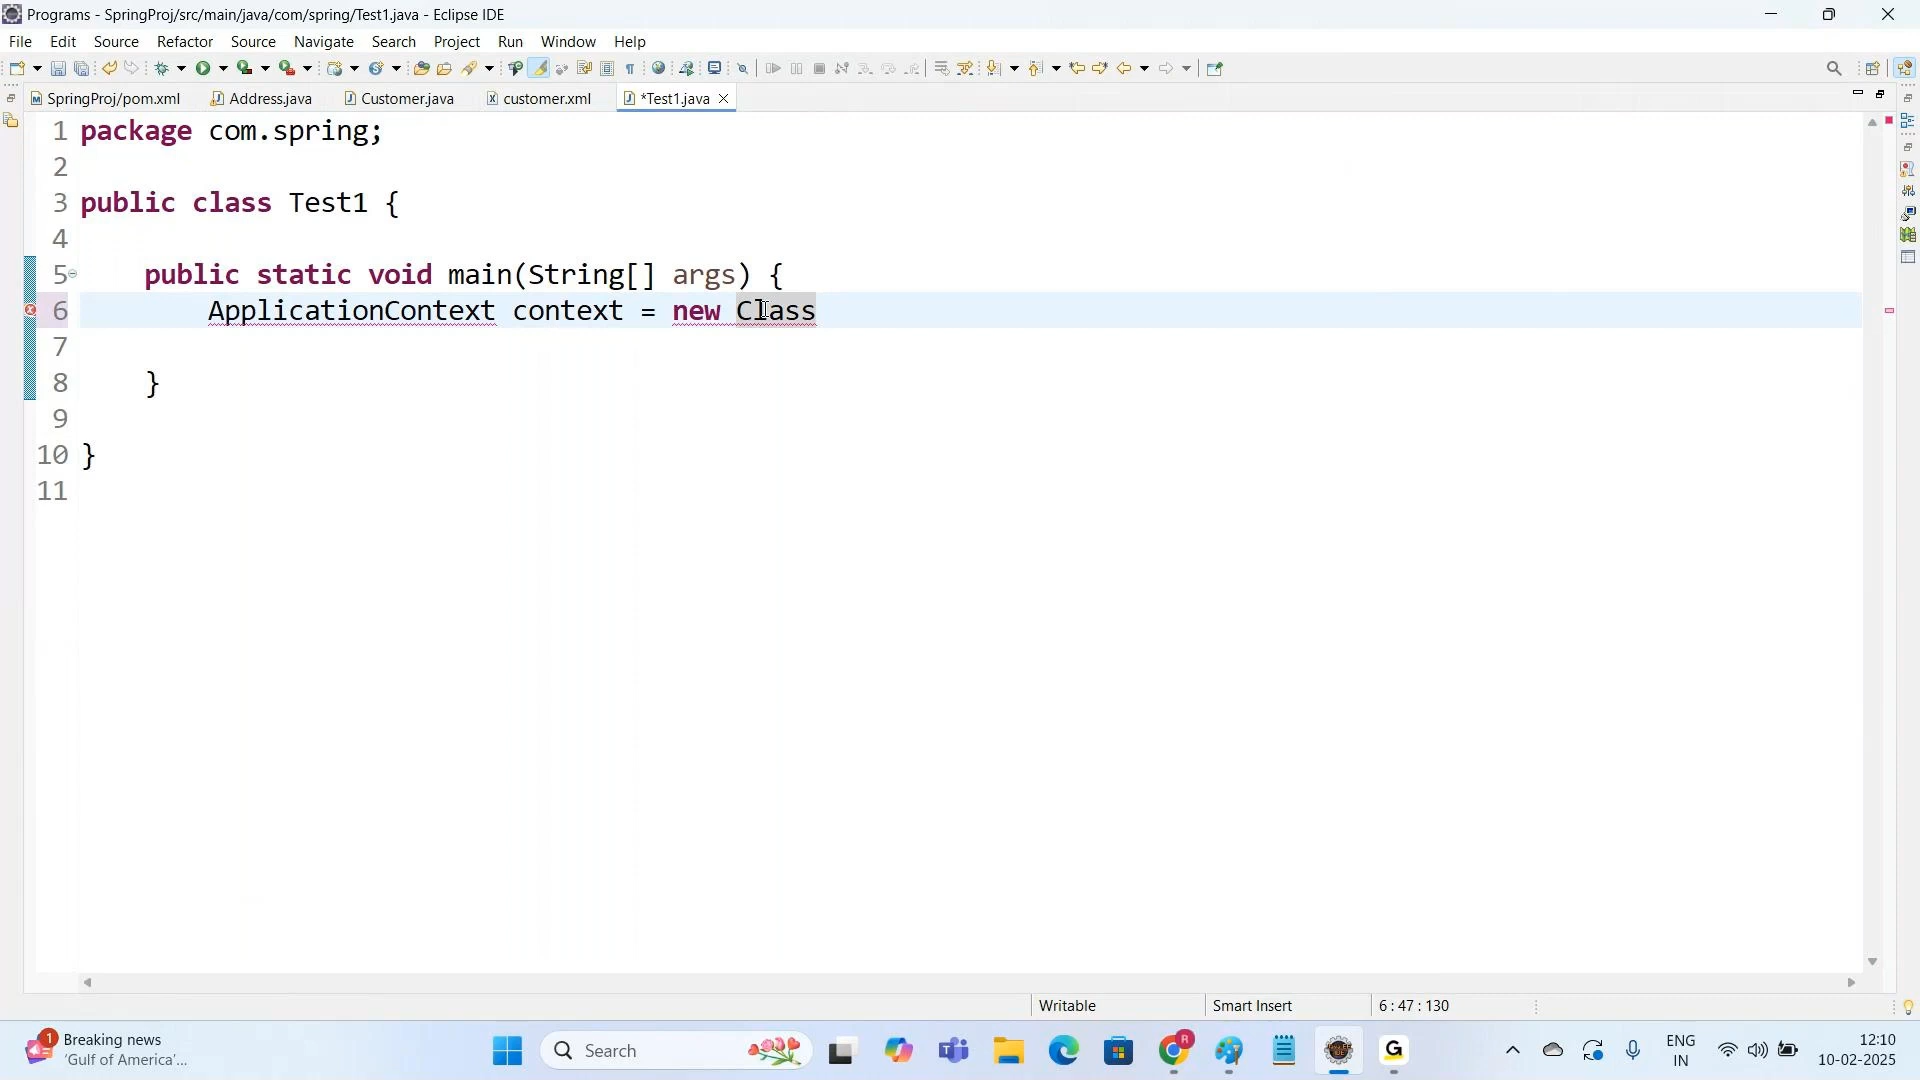 Programs - SpringProj/src/main/java/com/spring/Test1.java - Eclipse IDE
File Edit Source Refactor Source Navigate Search Project Run Window Help
SpringProj/pom.xml Address.java Customer.java customer.xml *Test1.java
1 package com.spring;
2
3 public class Test1 {
4
5 public static void main(String[] args) {
6 ApplicationContext context = new Class
7
8 }
9
10 }
11
Writable Smart Insert 6 : 47 : 130
1 Breaking news
'Gulf of America'...
Search
R
G
ENG
IN
12:10
10-02-2025